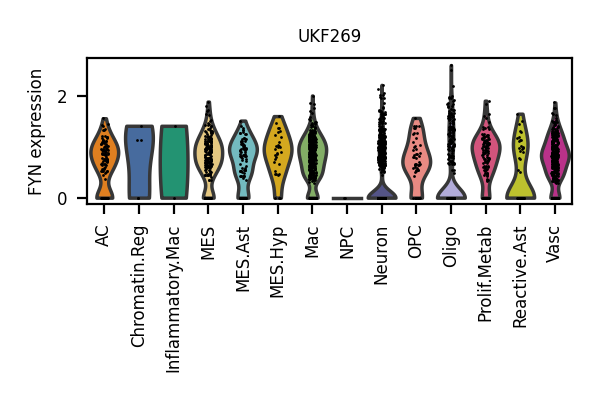 UKF269
FYN expression
2
0
AC
Chromatin.Reg
Inflammatory.Mac
MES
MES.Ast
MES.Hyp
Mac
NPC
Neuron
OPC
Oligo
Prolif.Metab
Reactive.Ast
Vasc